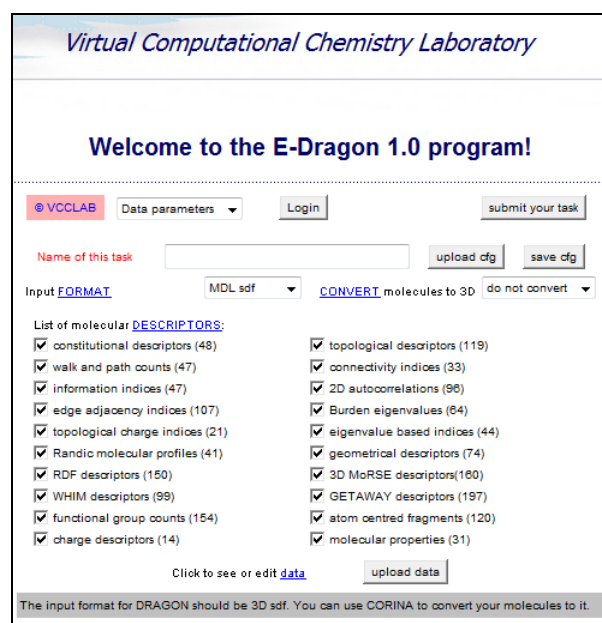 Virtual Computational Chemistry Laboratory
Welcome to the E-Dragon 1.0 program!
© VCCLAB Data parameters Login submit your task
Name of this task upload cfg save cfg
Input FORMAT MDL sdf CONVERT molecules to 3D do not convert
List of molecular DESCRIPTORS:
constitutional descriptors (48) topological descriptors (119)
walk and path counts (47) connectivity indices (33)
information indices (47) 2D autocorrelations (96)
edge adjacency indices (107) Burden eigenvalues (64)
topological charge indices (21) eigenvalue based indices (44)
Randic molecular profiles (41) geometrical descriptors (74)
RDF descriptors (150) 3D MoRSE descriptors(160)
WHIM descriptors (99) GETAWAY descriptors (197)
functional group counts (154) atom centred fragments (120)
charge descriptors (14) molecular properties (31)
Click to see or edit data upload data
The input format for DRAGON should be 3D sdf. You can use CORINA to convert your molecules to it.